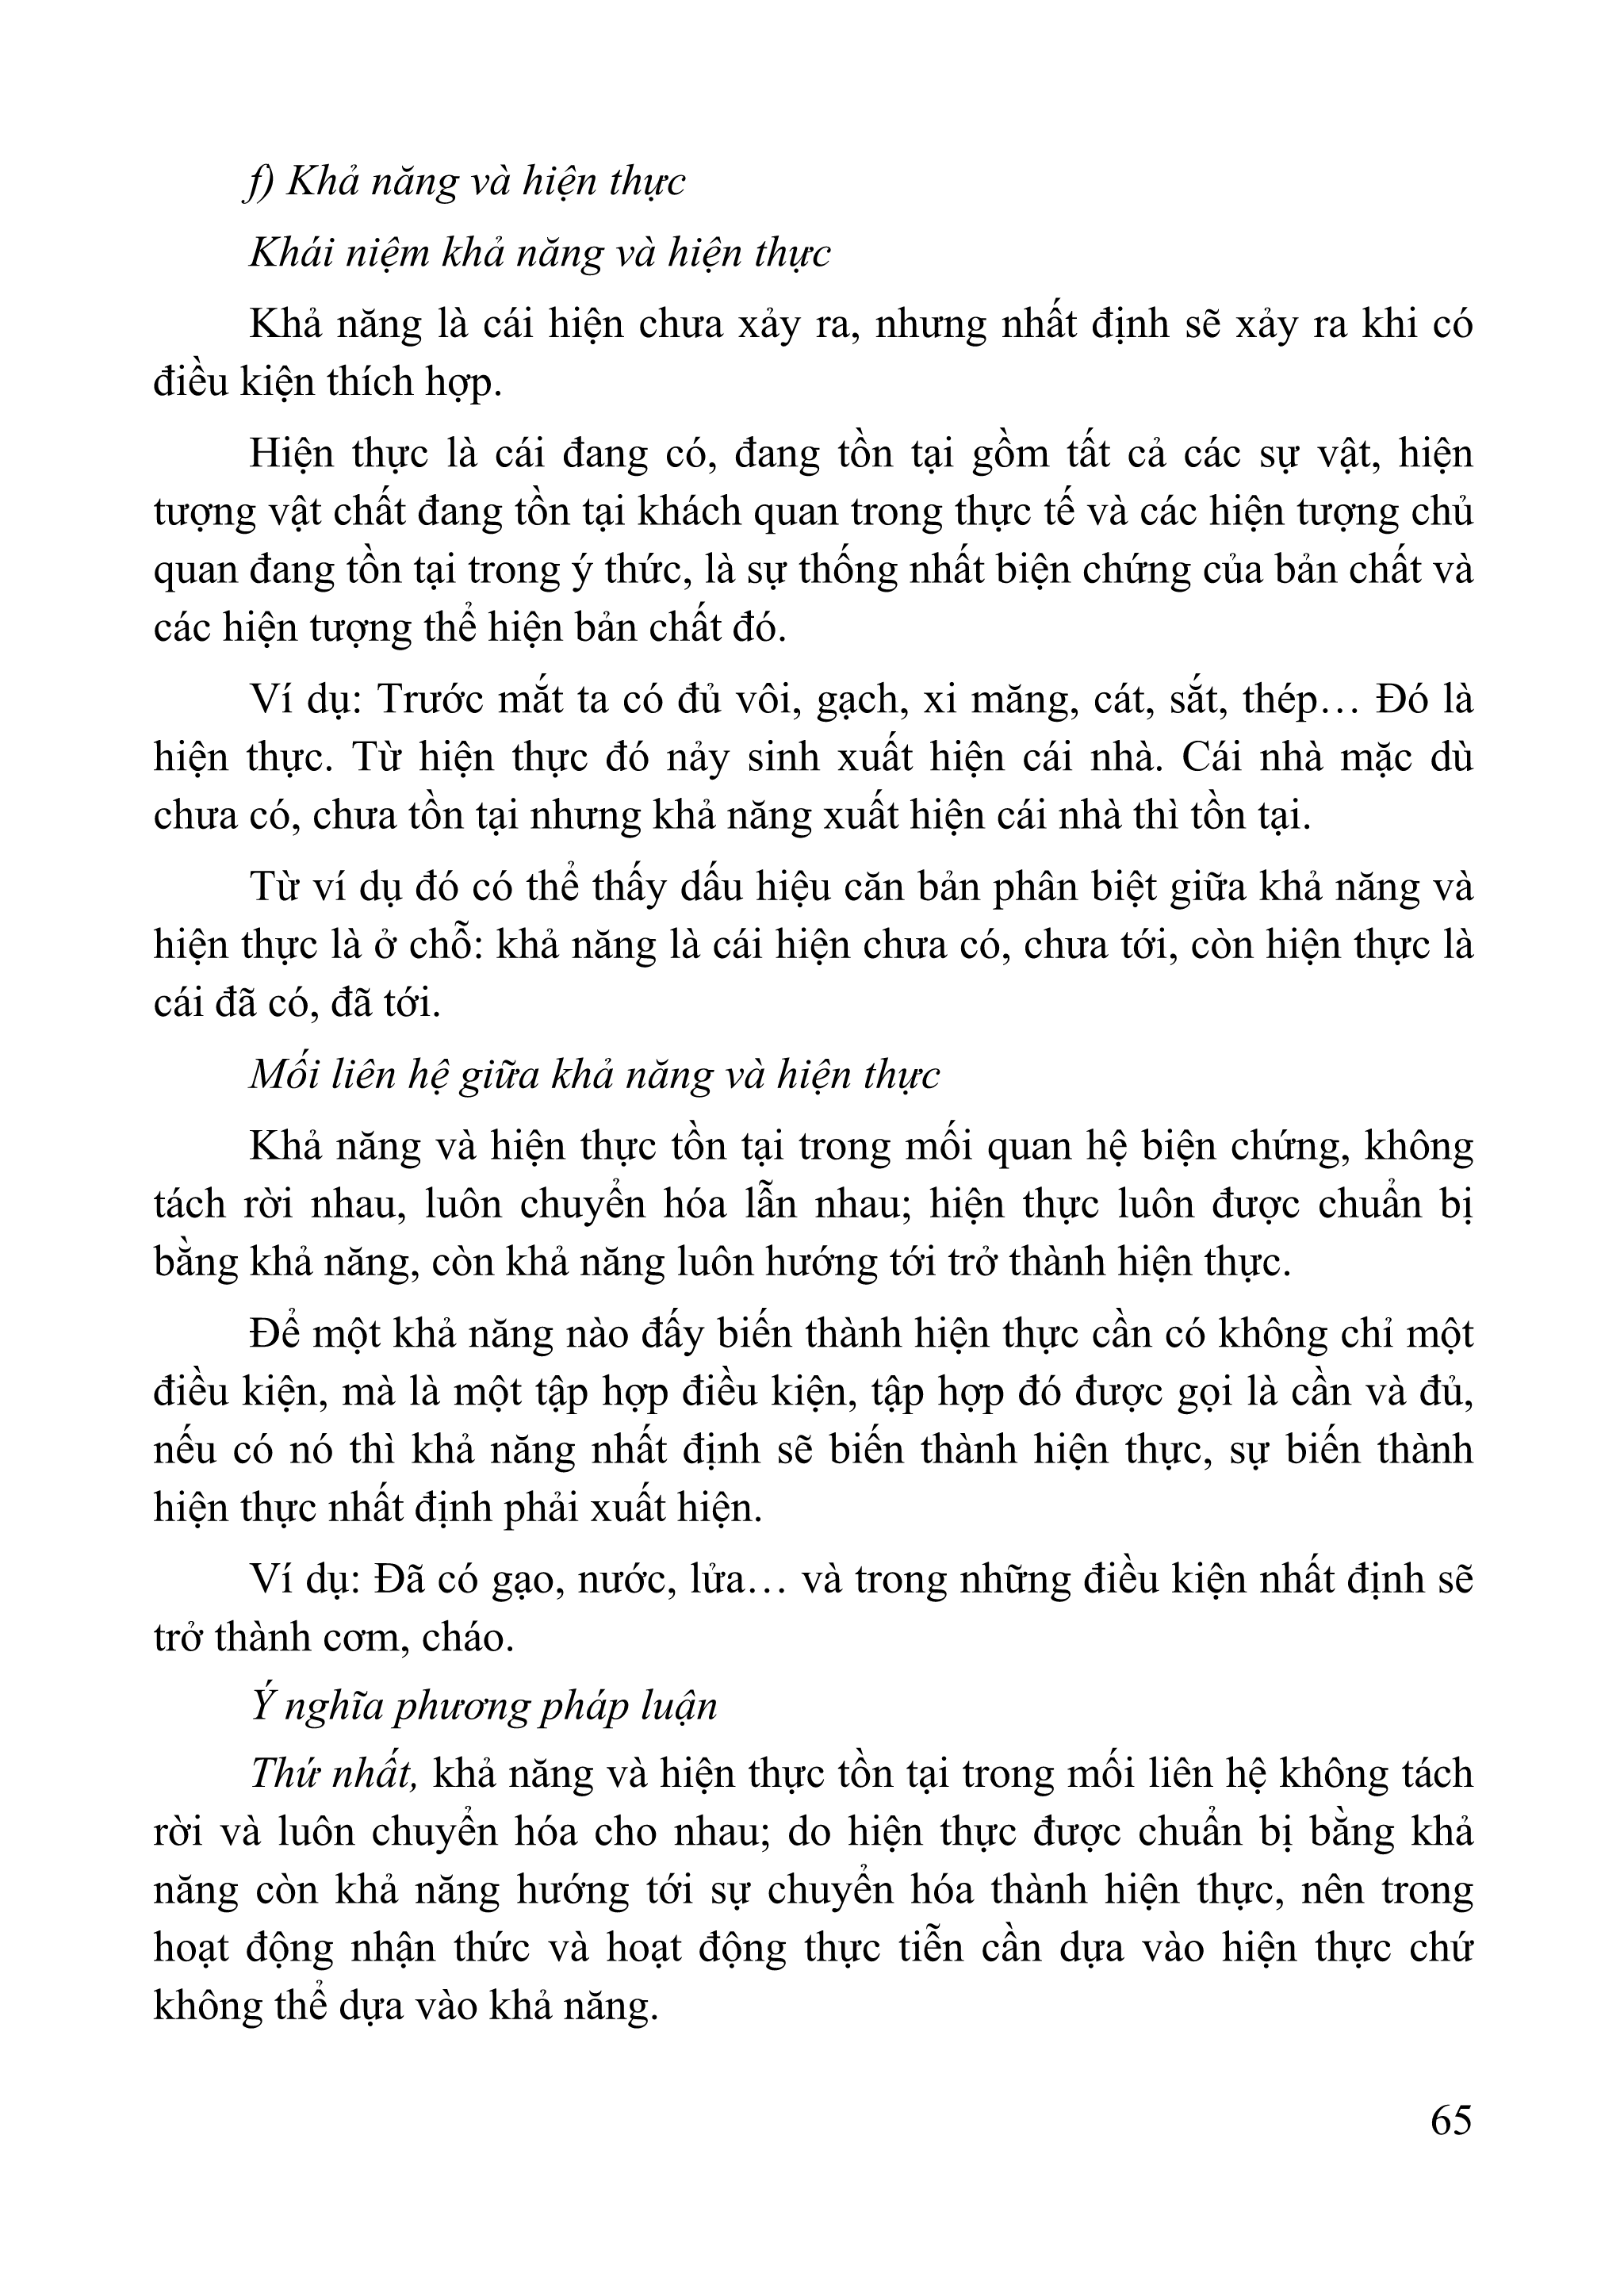 f) Khả năng và hiện thực
Khái niệm khả năng và hiện thực
Khả năng là cái hiện chưa xảy ra, nhưng nhất định sẽ xảy ra khi có
điều kiện thích hợp.
Hiện thực là cái đang có, đang tồn tại gồm tất cả các sự vật, hiện
tượng vật chất đang tồn tại khách quan trong thực tế và các hiện tượng chủ
quan đang tồn tại trong ý thức, là sự thống nhất biện chứng của bản chất và
các hiện tượng thể hiện bản chất đó.
Ví dụ: Trước mắt ta có đủ vôi, gạch, xi măng, cát, sắt, thép… Đó là
hiện thực. Từ hiện thực đó nảy sinh xuất hiện cái nhà. Cái nhà mặc dù
chưa có, chưa tồn tại nhưng khả năng xuất hiện cái nhà thì tồn tại.
Từ ví dụ đó có thể thấy dấu hiệu căn bản phân biệt giữa khả năng và
hiện thực là ở chỗ: khả năng là cái hiện chưa có, chưa tới, còn hiện thực là
cái đã có, đã tới.
Mối liên hệ giữa khả năng và hiện thực
Khả năng và hiện thực tồn tại trong mối quan hệ biện chứng, không
tách rời nhau, luôn chuyển hóa lẫn nhau; hiện thực luôn được chuẩn bị
bằng khả năng, còn khả năng luôn hướng tới trở thành hiện thực.
Để một khả năng nào đấy biến thành hiện thực cần có không chỉ một
điều kiện, mà là một tập hợp điều kiện, tập hợp đó được gọi là cần và đủ,
nếu có nó thì khả năng nhất định sẽ biến thành hiện thực, sự biến thành
hiện thực nhất định phải xuất hiện.
Ví dụ: Đã có gạo, nước, lửa… và trong những điều kiện nhất định sẽ
trở thành cơm, cháo.
Ý nghĩa phương pháp luận
Thứ nhất, khả năng và hiện thực tồn tại trong mối liên hệ không tách
rời và luôn chuyển hóa cho nhau; do hiện thực được chuẩn bị bằng khả
năng còn khả năng hướng tới sự chuyển hóa thành hiện thực, nên trong
hoạt động nhận thức và hoạt động thực tiễn cần dựa vào hiện thực chứ
không thể dựa vào khả năng.
65